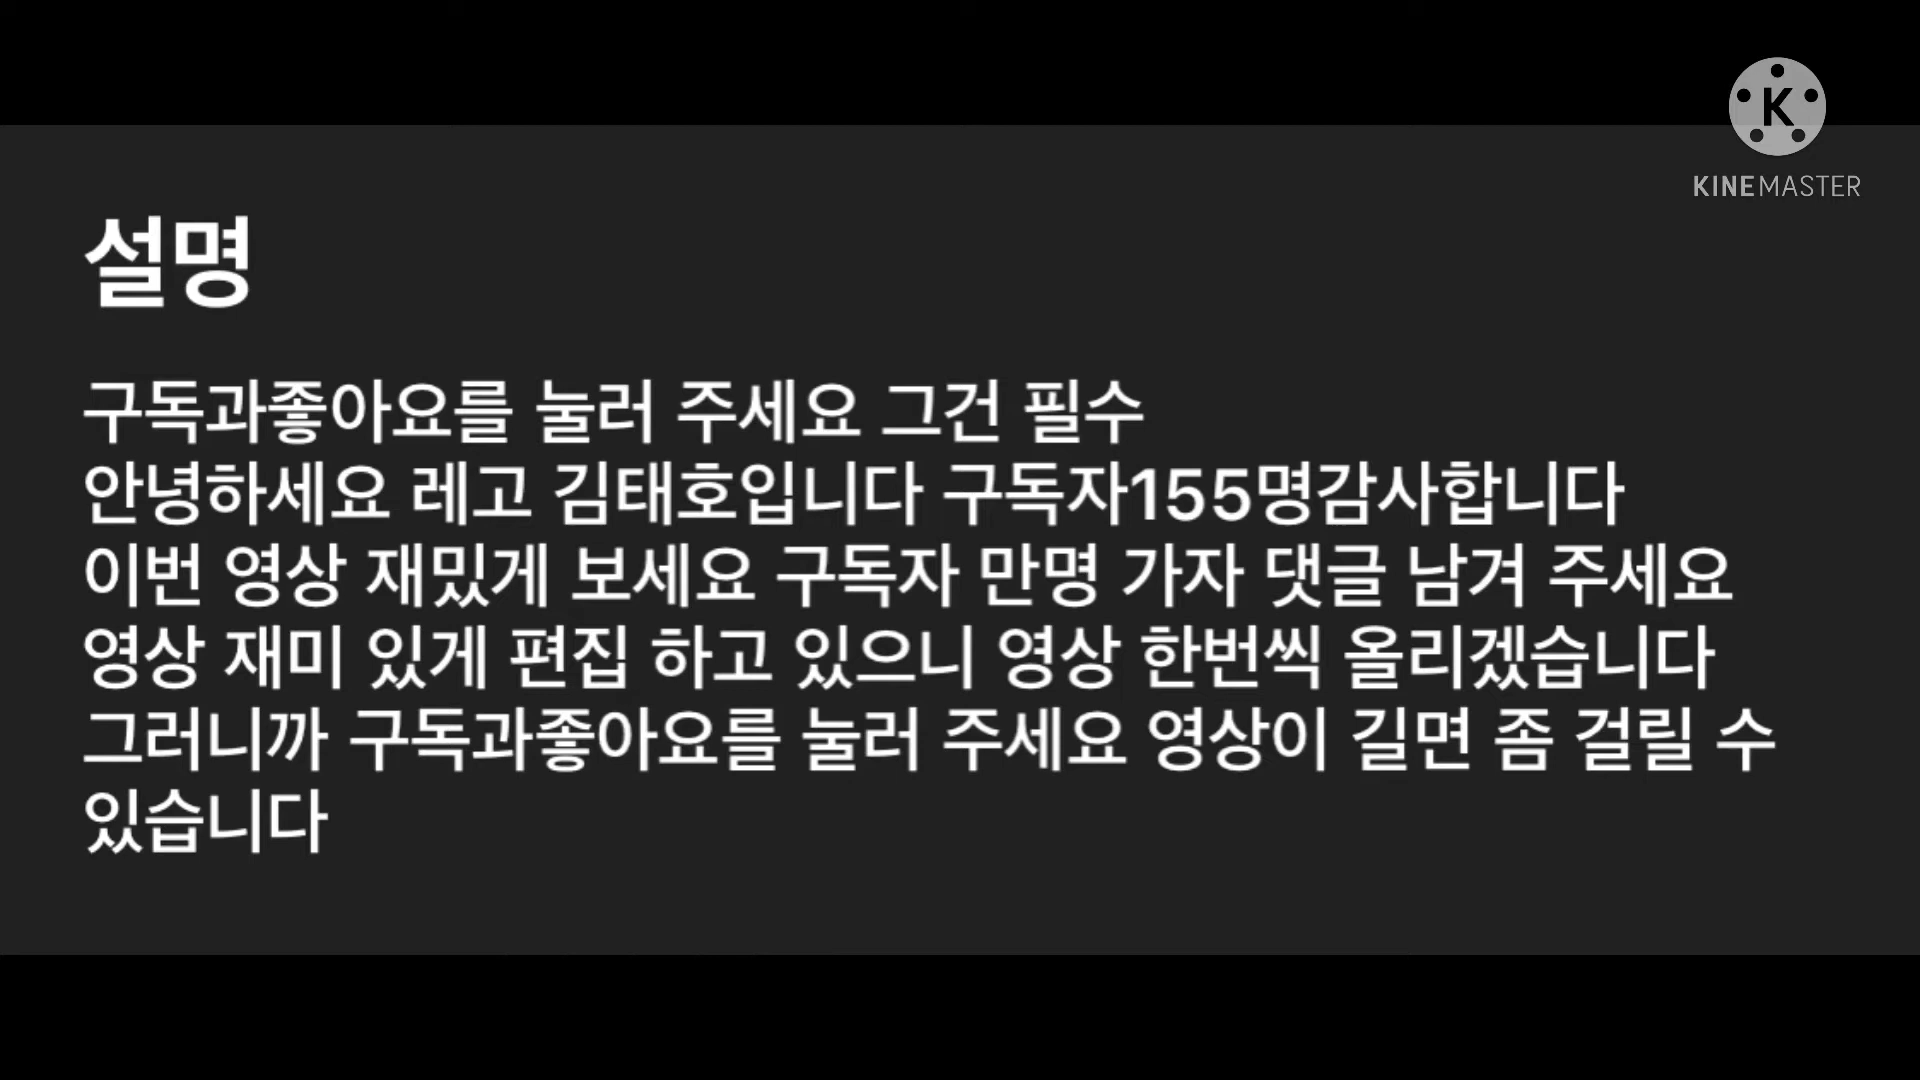 KINEMASTER
설명
구독과좋아요를 눌러 주세요 그건 필수
안녕하세요 레고 김태호입니다 구독자155명감사합니다
이번 영상 재밌게 보세요 구독자 만명 가자 댓글 남겨 주세요
영상 재미 있게 편집 하고 있으니 영상 한번씩 올리겠습니다
그러니까 구독과좋아요를 눌러 주세요 영상이 길면 좀 걸릴 수
있습니다